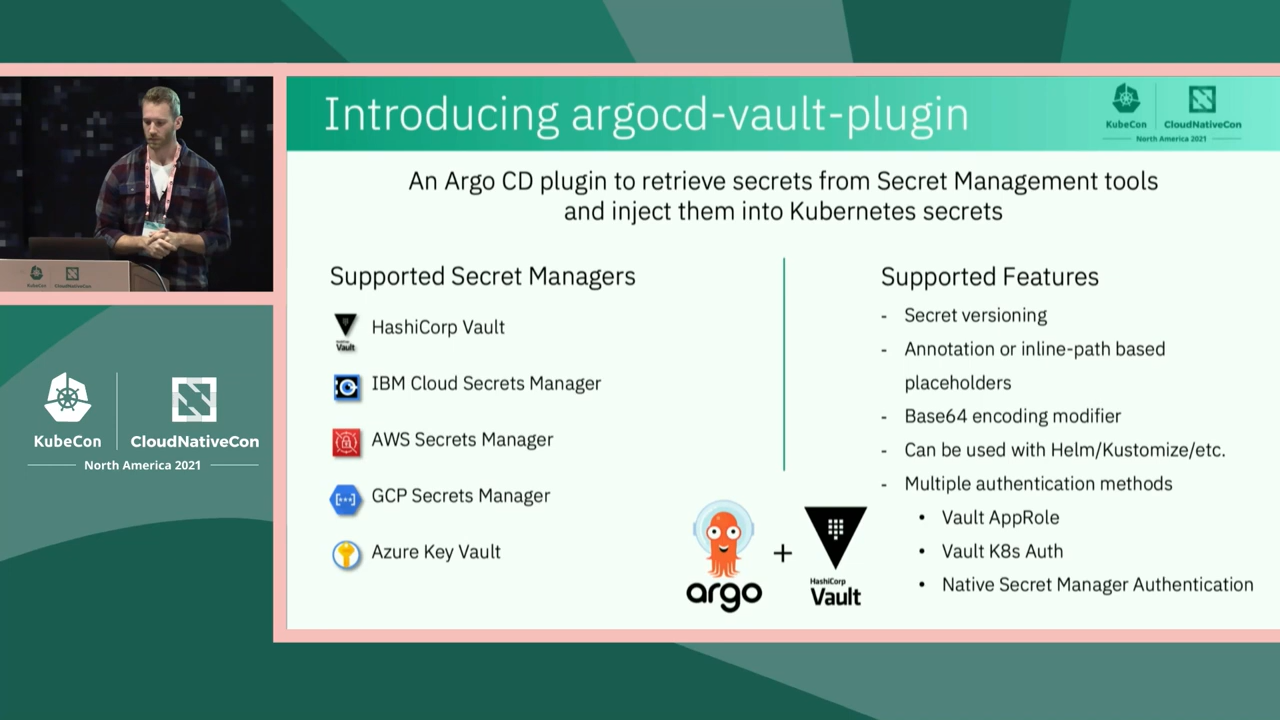 Introducing argocd-vault-plugin
KubeCon
CloudNativeCon
North America 2021
An Argo CD plugin to retrieve secrets from Secret Management tools
and inject them into Kubernetes secrets
Supported Secret Managers
HashiCorp Vault
Vault
IBM Cloud Secrets Manager
AWS Secrets Manager
GCP Secrets Manager
Azure Key Vault
Supported Features
- Secret versioning
- Annotation or inline-path based
placeholders
- Base64 encoding modifier
- Can be used with Helm/Kustomize/etc.
- Multiple authentication methods
• Vault AppRole
• Vault K8s Auth
• Native Secret Manager Authentication
argo
+
HashiCorp
Vault
KubeCon
CloudNativeCon
North America 2021